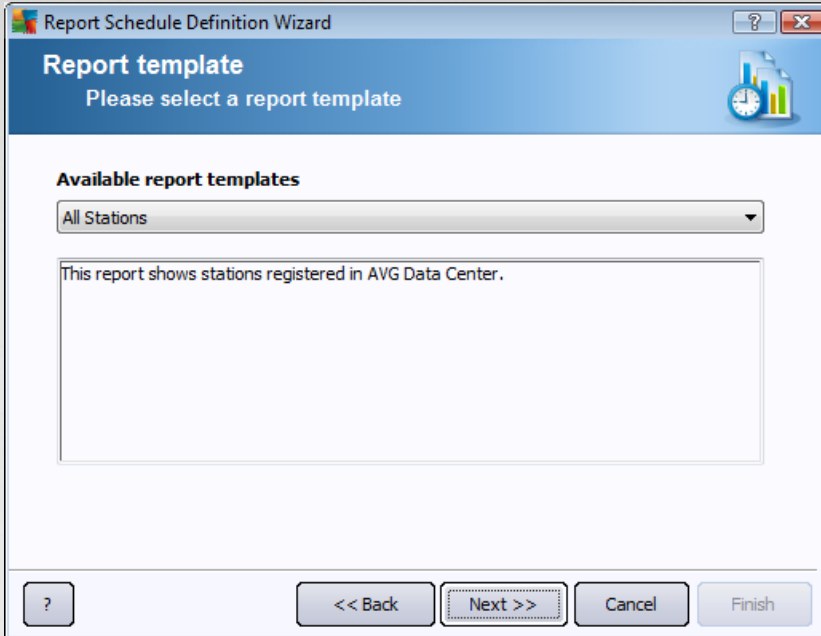 Report Schedule Definition Wizard
?
Report template
Please select a report template
Available report templates
All Stations
This report shows stations registered in AVG Data Center.
?
<< Back
Next >>
Cancel
Finish